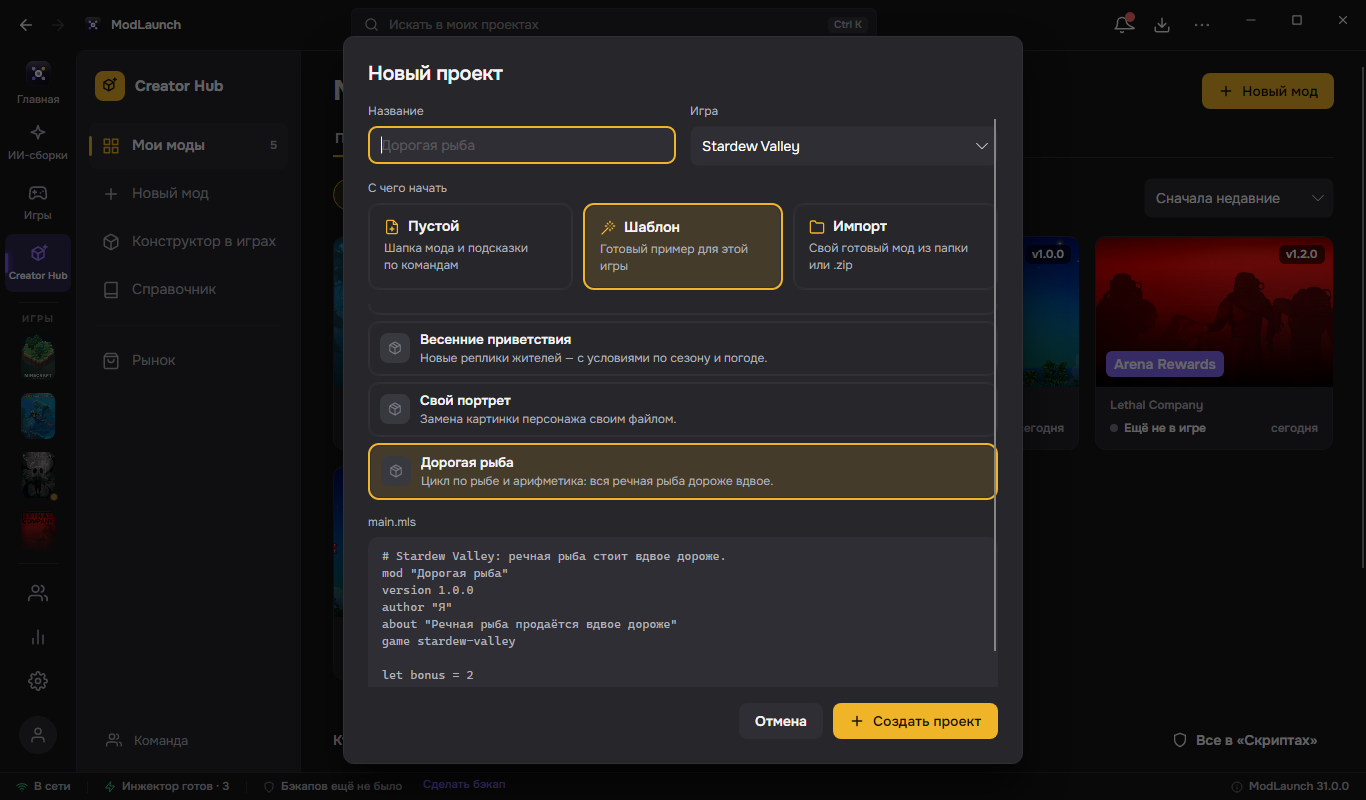 ModLaunch
Искать в моих проектах
Ctrl K
Главная
ИИ-сборки
Игры
Creator Hub
ИГРЫ
MINECRAFT
Creator Hub
Мои моды
5
Новый мод
Конструктор в играх
Справочник
Рынок
Команда
Новый мод
Сначала недавние
v1.0.0
v1.2.0
Arena Rewards
Lethal Company
Ещё не в игре
сегодня
Все в «Скриптах»
Новый проект
Название
Игра
Дорогая рыба
Stardew Valley
С чего начать
Пустой
Шапка мода и подсказки
по командам
Шаблон
Готовый пример для этой
игры
Импорт
Свой готовый мод из папки
или .zip
Весенние приветствия
Новые реплики жителей — с условиями по сезону и погоде.
Свой портрет
Замена картинки персонажа своим файлом.
Дорогая рыба
Цикл по рыбе и арифметика: вся речная рыба дороже вдвое.
main.mls
# Stardew Valley: речная рыба стоит вдвое дороже.
mod "Дорогая рыба"
version 1.0.0
author "Я"
about "Речная рыба продаётся вдвое дороже"
game stardew-valley
let bonus = 2
Отмена
Создать проект
В сети
Инжектор готов · 3
Бэкапов ещё не было
Сделать бэкап
ModLaunch 31.0.0